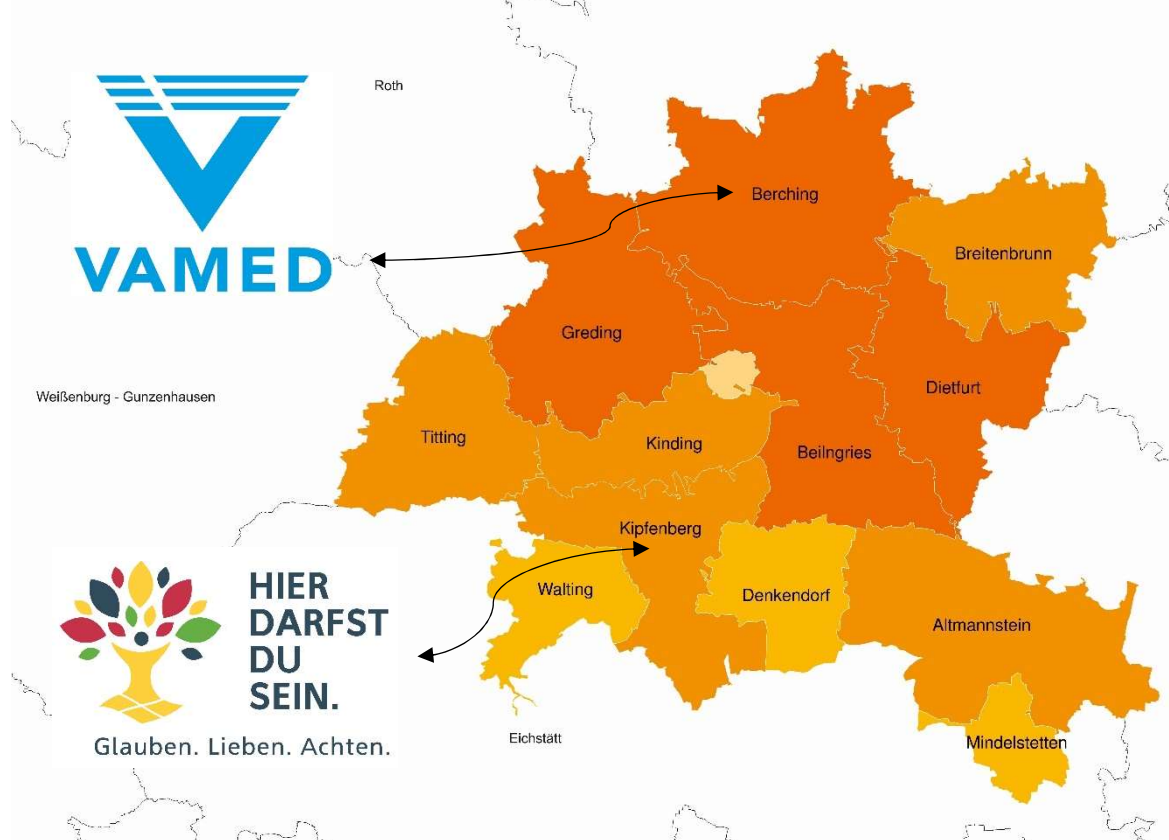 Roth
VAMED
Berching
Breitenbrunn
Greding
Dietfurt
Weißenburg - Gunzenhausen
Titting
Kinding
Beilngries
Kipfenberg
HIER
DARFST
DU
SEIN.
Glauben. Lieben. Achten.
Walting
Denkendorf
Altmannstein
Eichstätt
Mindelstetten